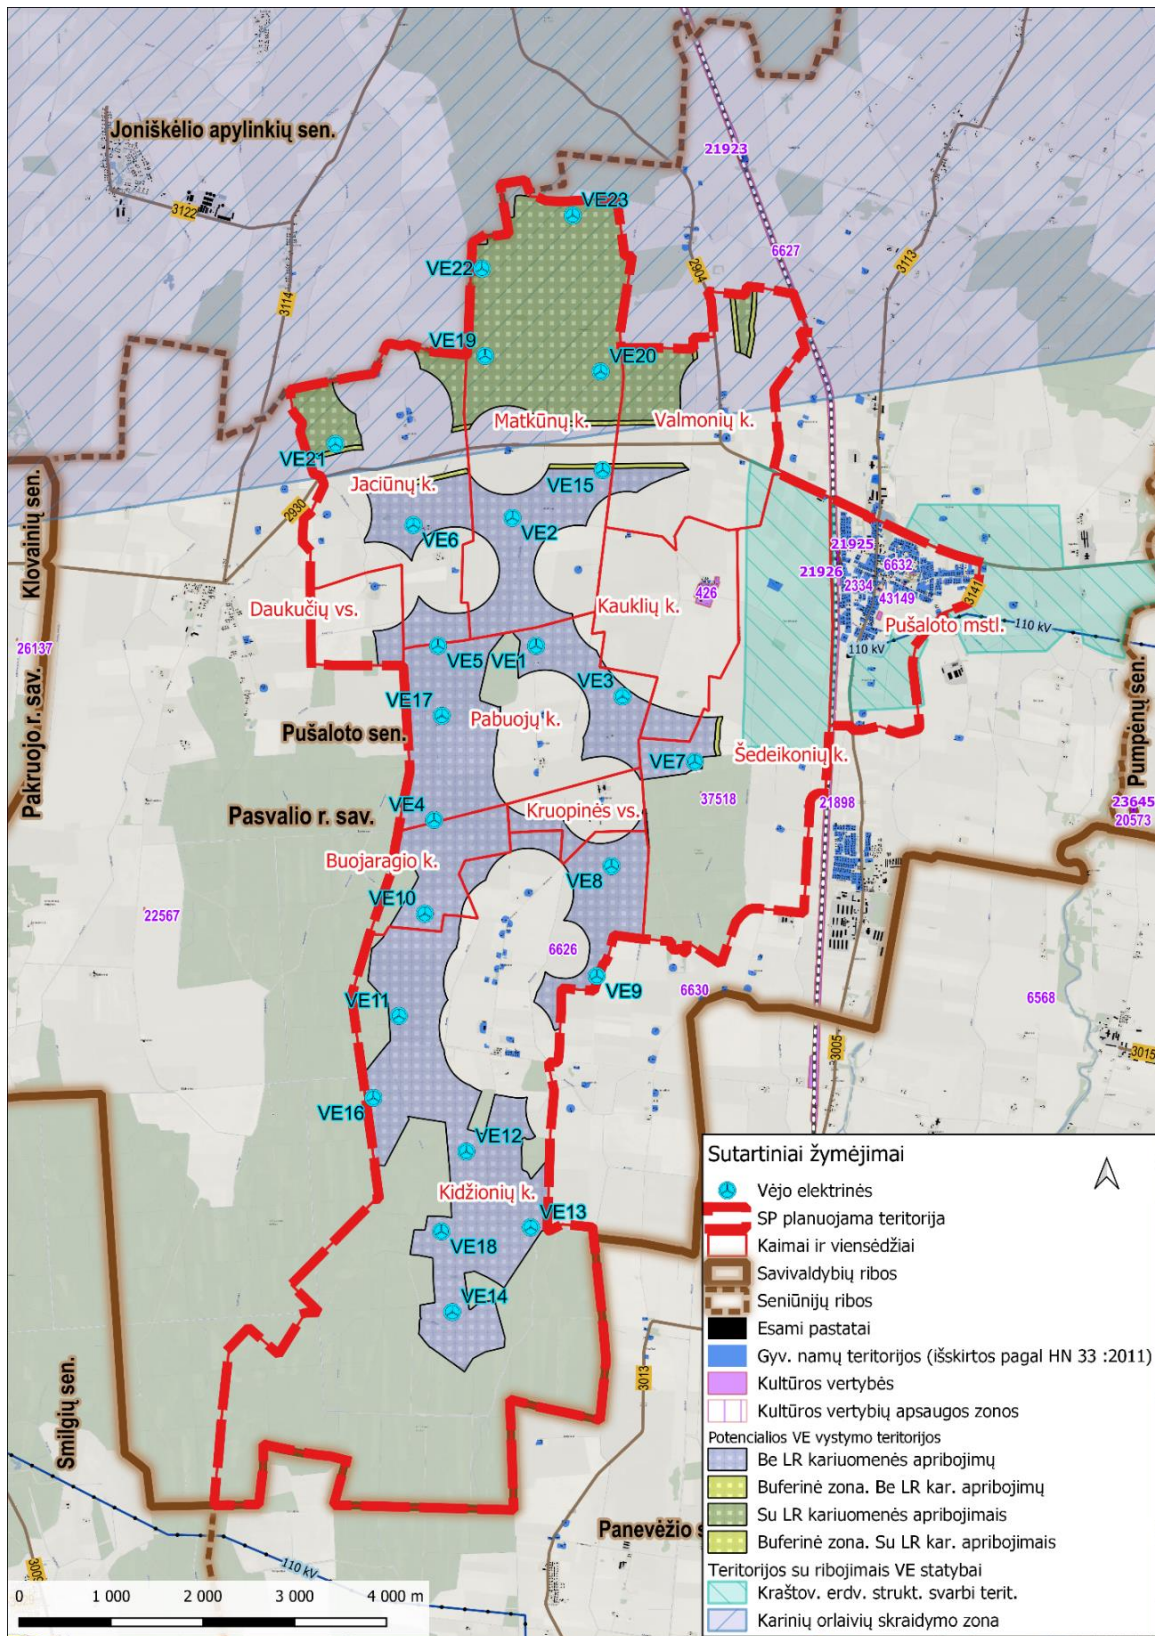 Joniškėlio apylinkių sen.
21923
3122
VE23
6627
3113
2904
VE22
3114
VE19
VE20
Matkūnų k.
Valmonių k.
VE21
Jaciūnų k.
VE15
2930
Klovainių sen.
VE6
VE2
21925
6632
21926
2334
43149
3141
Daukučių vs.
Kauklių k.
426
Pušaloto mstl.
110 kV
110 kV
26137
VE5
VE1
Pakruojo r. sav.
VE3
VE17
Pabuojų k.
Pušaloto sen.
Pumpėnų sen.
VE7
Šedeikonių k.
37518
21898
23645
20573
Pasvalio r. sav.
VE4
Kruopinės vs.
Buojaragio k.
VE8
VE10
22567
6626
VE9
6630
6568
VE11
3005
3015
VE16
VE12
Kidžionių k.
VE13
VE18
VE14
3013
Smilgių sen.
Panevėžio s
110 kV
3005
0 1 000 2 000 4 000 m
Sutartiniai žymėjimai
Vėjo elektrinės
SP planuojama teritorija
Kaimai ir viensėdžiai
Savivaldybių ribos
Seniūnijų ribos
Esami pastatai
Gyv. namų teritorijos (išskirtos pagal HN 33 :2011)
Kultūros vertybės
Kultūros vertybių apsaugos zonos
Potencialios VE vystymo teritorijos
Be LR kariuomenės apribojimų
Buferinė zona. Be LR kar. apribojimų
Su LR kariuomenės apribojimais
Buferinė zona. Su LR kar. apribojimais
Teritorijos su ribojimais VE statybai
Kraštov. erdv. strukt. svarbi terit.
Karinių orlaivių skraidymo zona